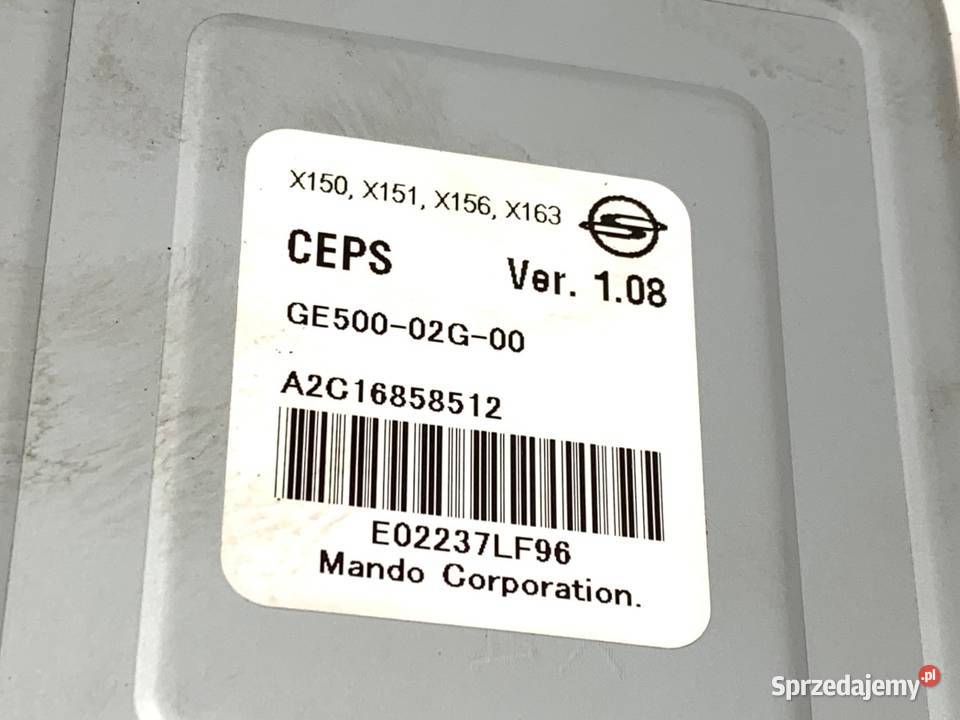 X150, X151, X156, X163
CEPS
Ver. 1.08
GE500-02G-00
A2C16858512
E02237LF96
Mando Corporation.
Sprzedajemy.pl